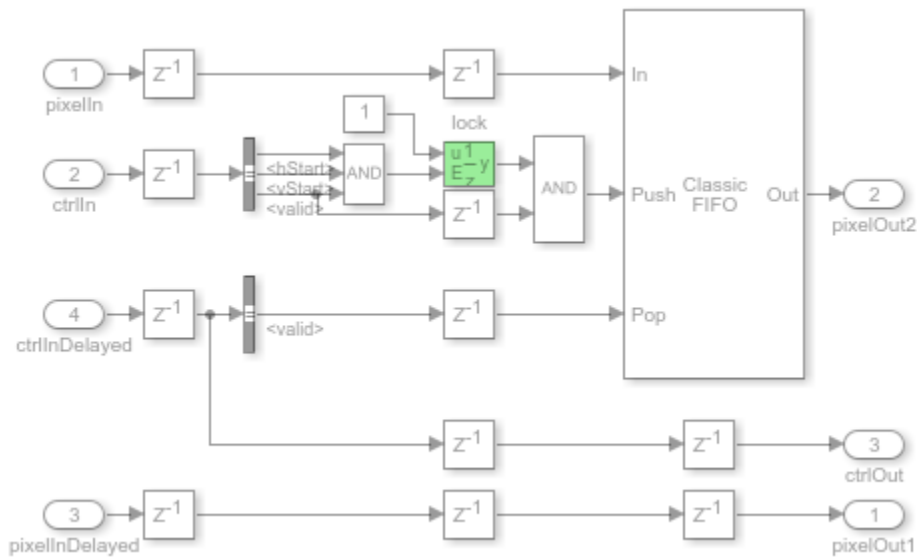 1
pixelIn
Z-1
Z-1
In
1
lock
2
ctrlIn
Z-1
<hStart>
<vStart>
<valid>
AND
u
E
1
z
y
Z-1
AND
Push
Classic
FIFO
Out
2
pixelOut2
4
ctrlInDelayed
Z-1
<valid>
Z-1
Pop
Z-1
Z-1
3
ctrlOut
3
pixelInDelayed
Z-1
Z-1
Z-1
1
pixelOut1